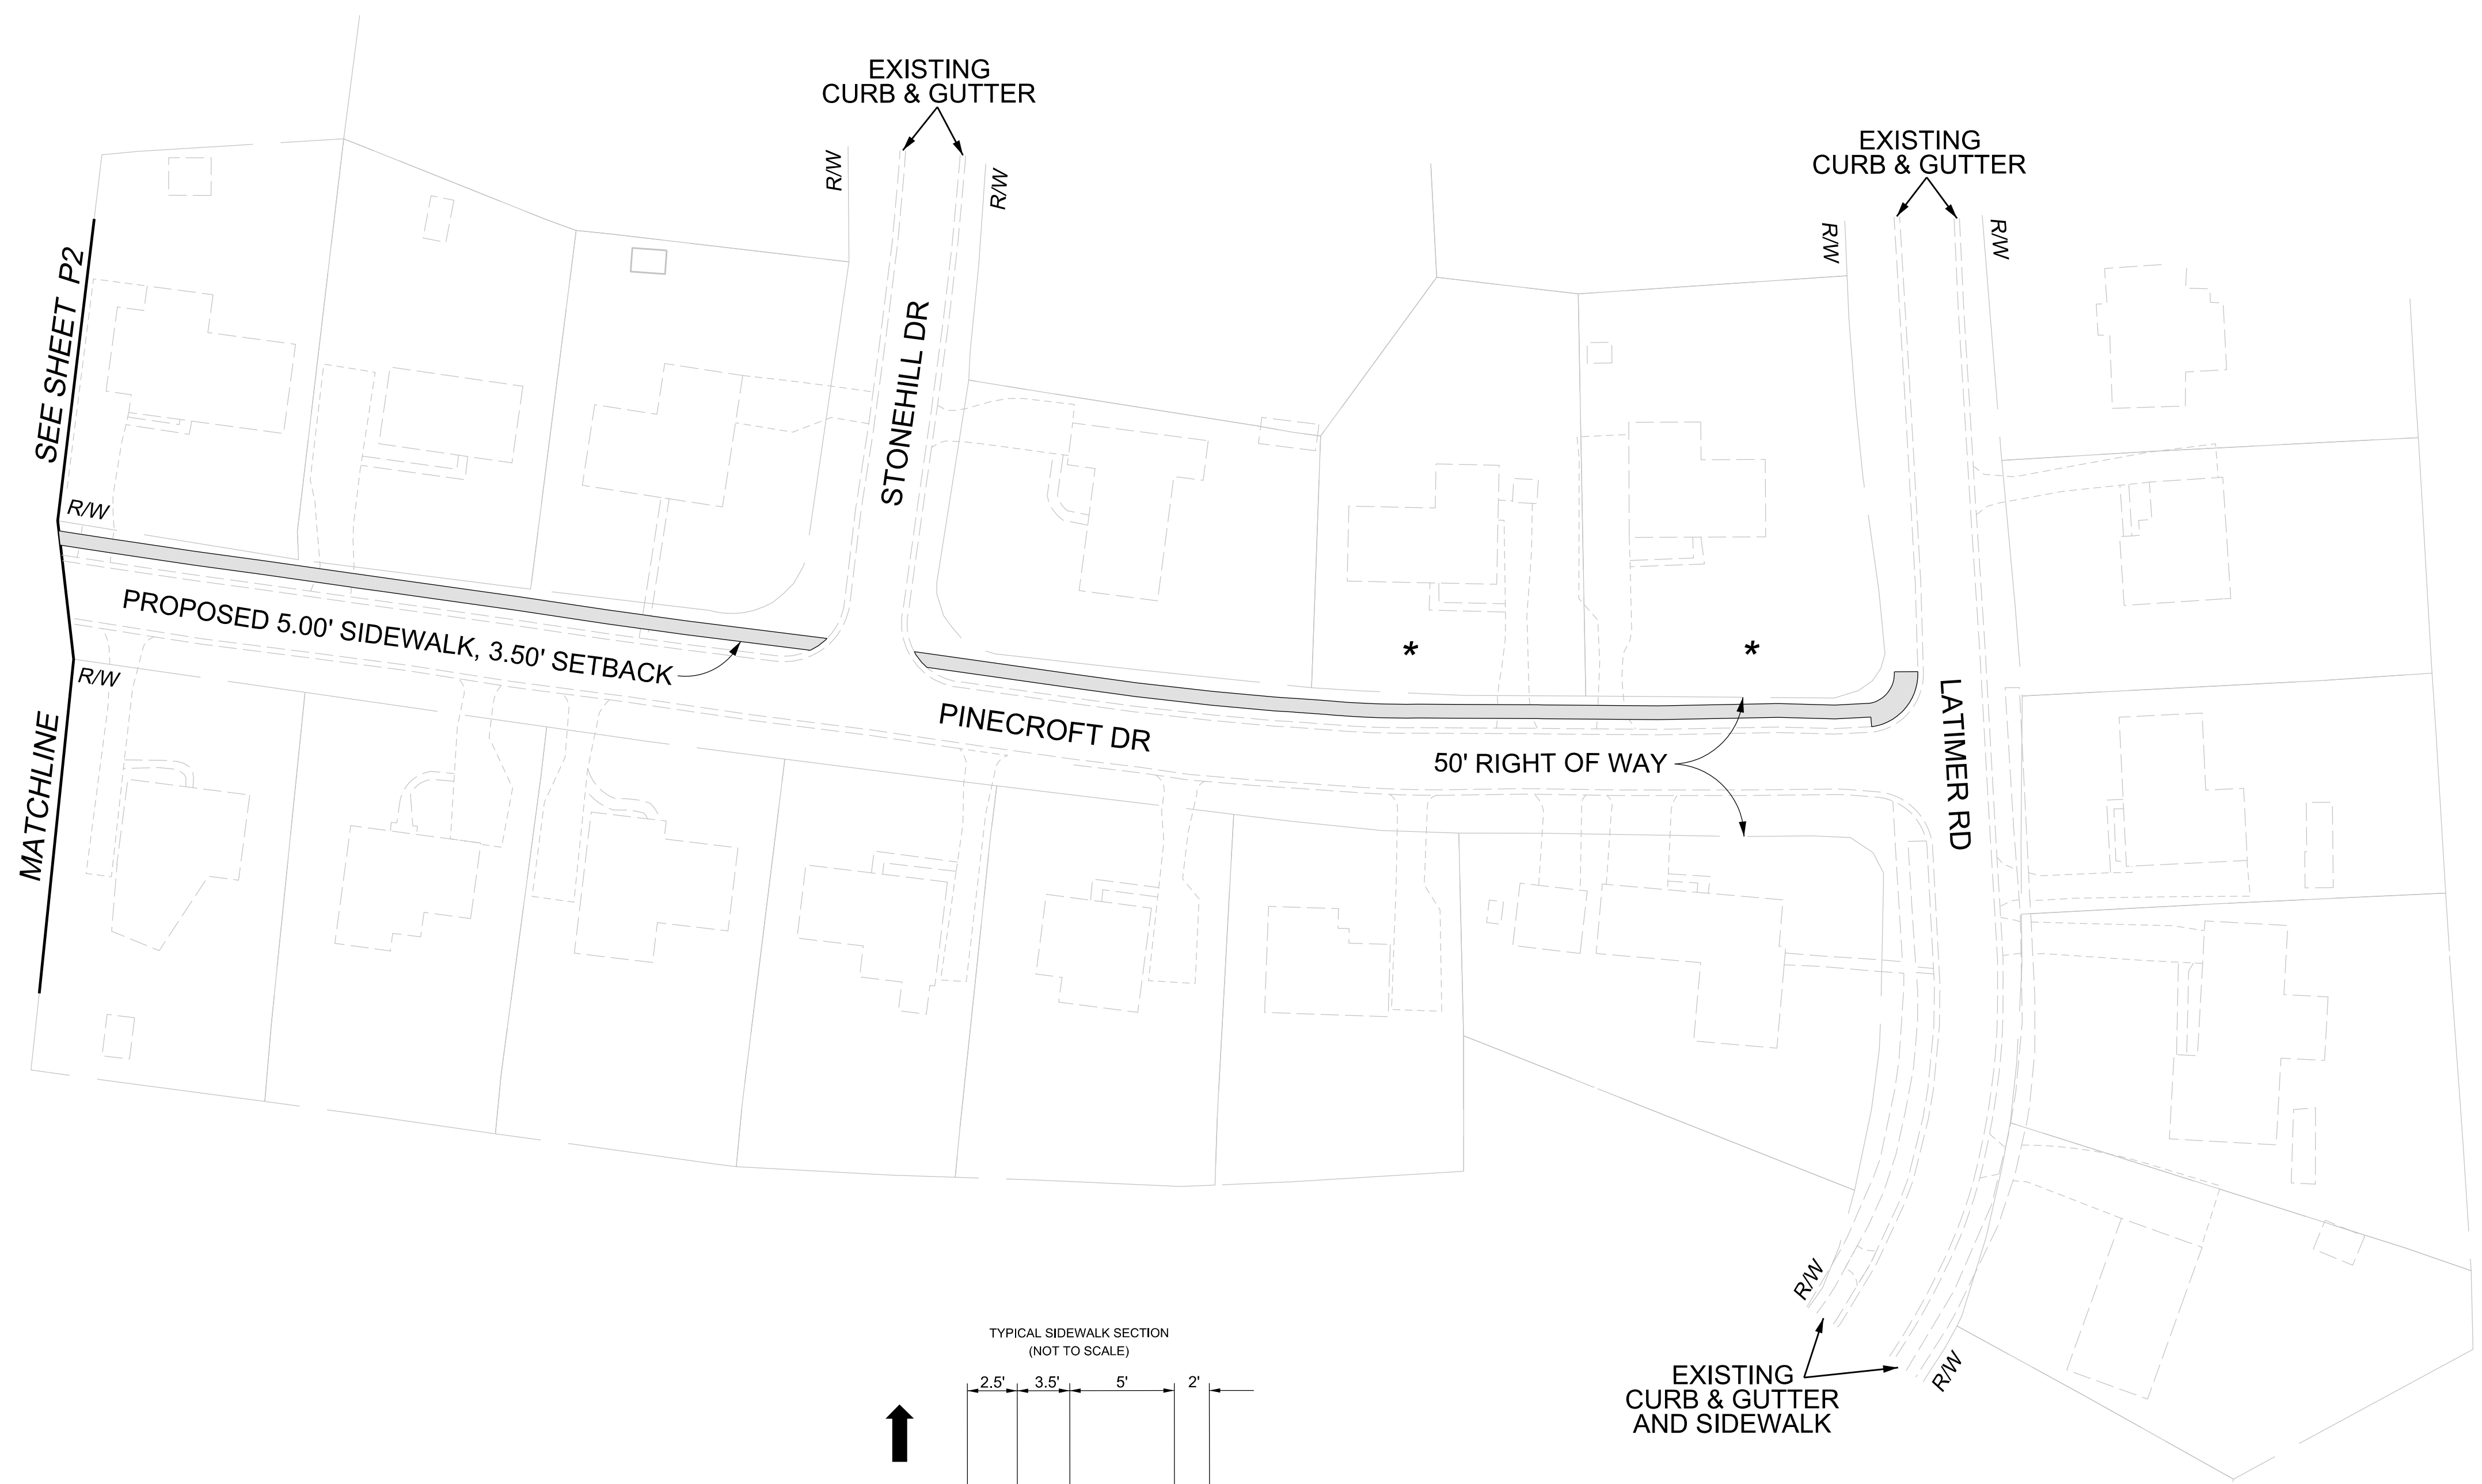 EXISTING
CURB & GUTTER
EXISTING
CURB & GUTTER
R/W
R/W
R/W
R/W
SEE SHEET P2
STONEHILL DR
R/W
PROPOSED 5.00' SIDEWALK, 3.50' SETBACK
*
*
R/W
MATCHLINE
PINECROFT DR
50' RIGHT OF WAY
LATIMER RD
R/W
R/W
EXISTING
CURB & GUTTER
AND SIDEWALK
TYPICAL SIDEWALK SECTION
(NOT TO SCALE)
2.5' 3.5' 5' 2'